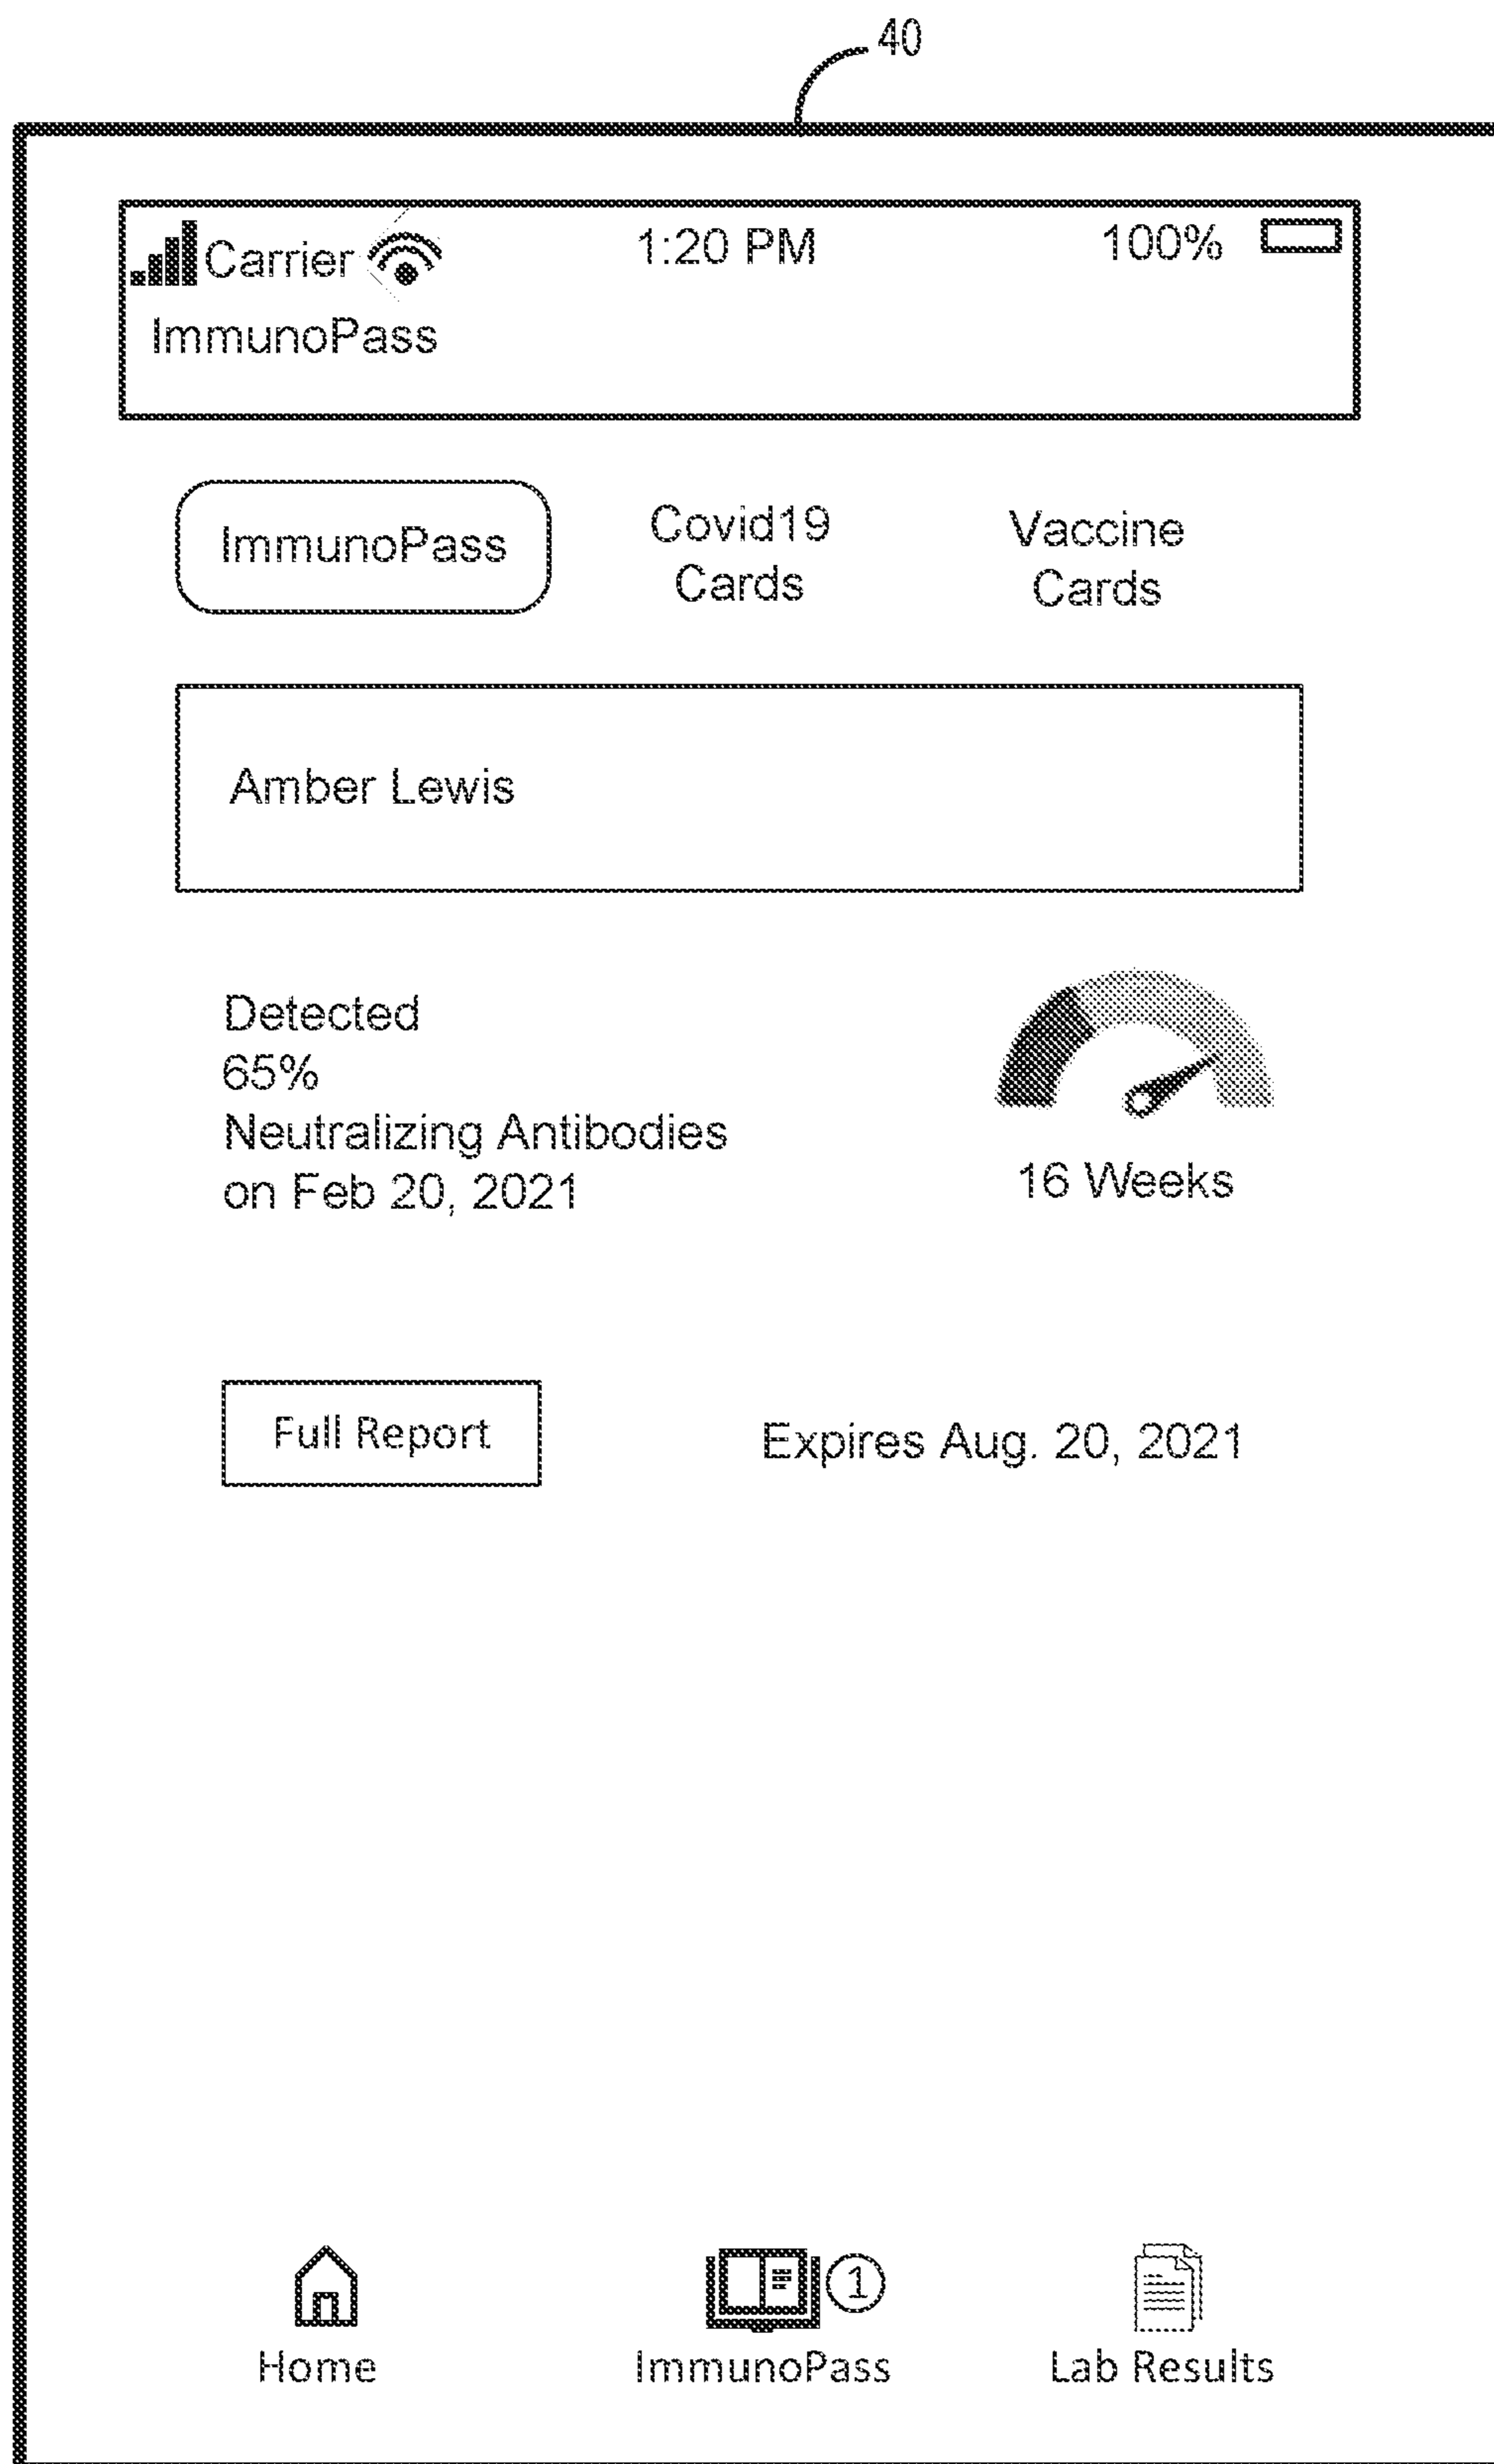 40
Carrier 1:20 PM 100%
ImmunoPass
ImmunoPass Covid19 Cards Vaccine Cards
Amber Lewis
Detected
65%
Neutralizing Antibodies
on Feb 20, 2021
16 Weeks
Full Report Expires Aug. 20, 2021
1
Home ImmunoPass Lab Results